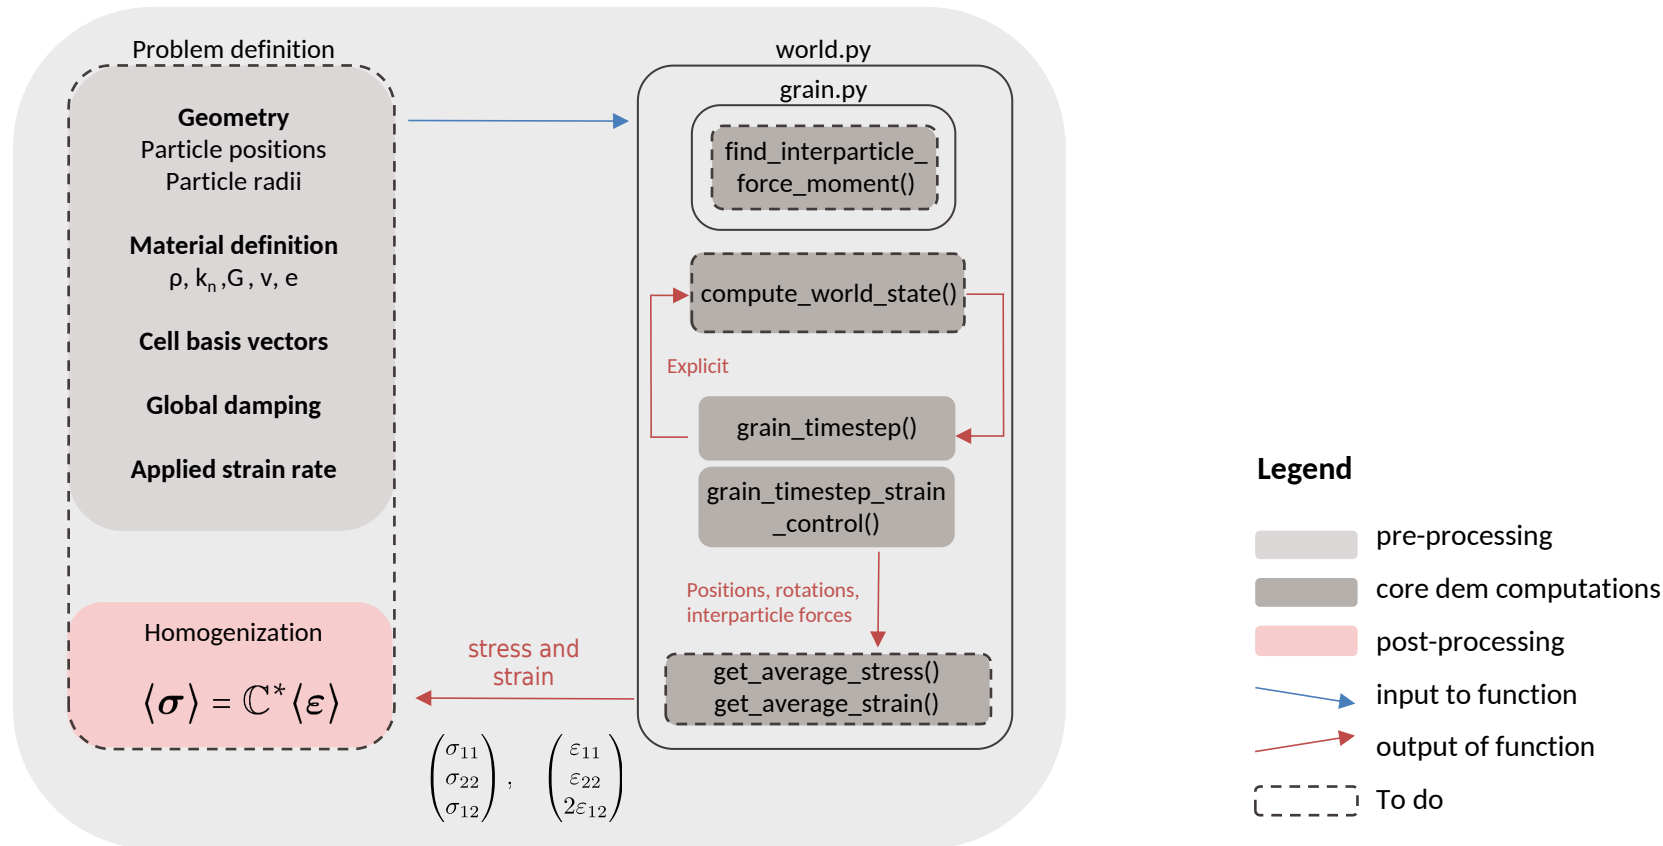 Problem definition
Geometry
Particle positions
Particle radii
Material definition
ρ, kₙ ,G , ν, e
Cell basis vectors
Global damping
Applied strain rate
Homogenization
⟨σ⟩ = ℂ*⟨ε⟩
world.py
grain.py
find_interparticle_
force_moment()
compute_world_state()
Explicit
grain_timestep()
grain_timestep_strain
_control()
Positions, rotations,
interparticle forces
get_average_stress()
get_average_strain()
stress and
strain
σ₁₁ ε₁₁
σ₂₂ , ε₂₂
σ₁₂ 2ε₁₂
Legend
pre-processing
core dem computations
post-processing
input to function
output of function
To do